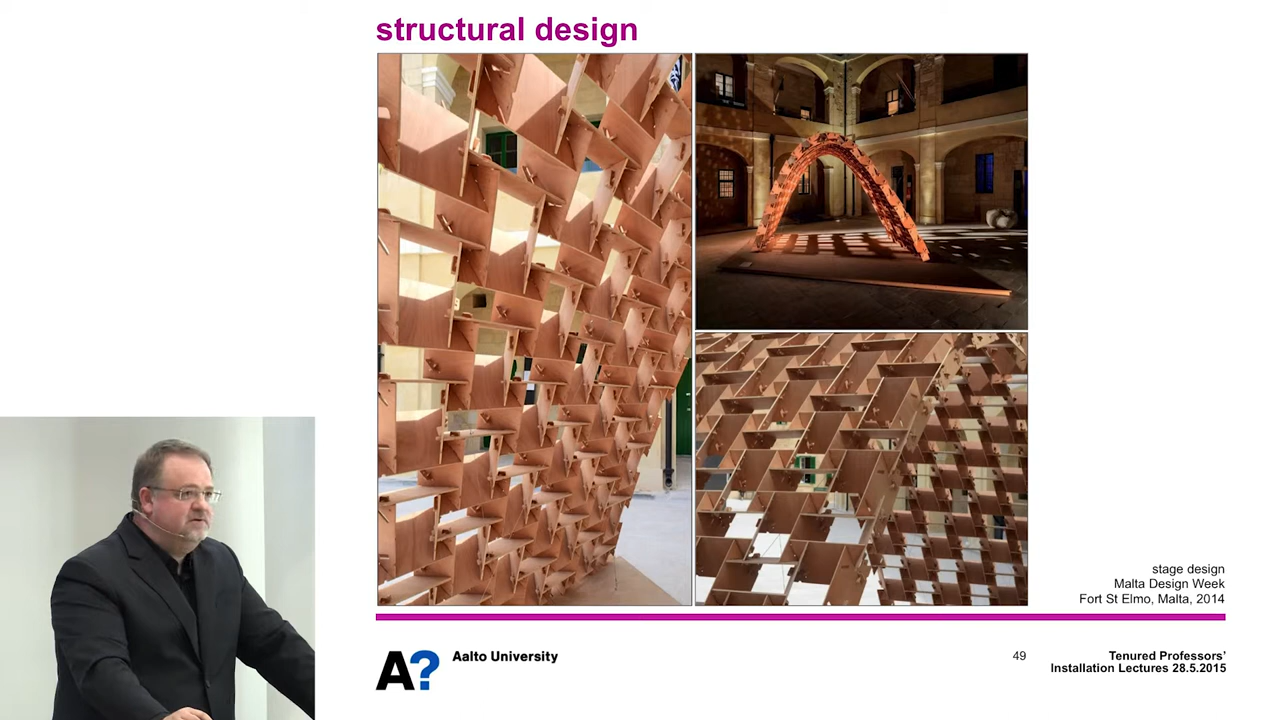 structural design
stage design
Malta Design Week
Fort St Elmo, Malta, 2014
A?
Aalto University
49
Tenured Professors'
Installation Lectures 28.5.2015